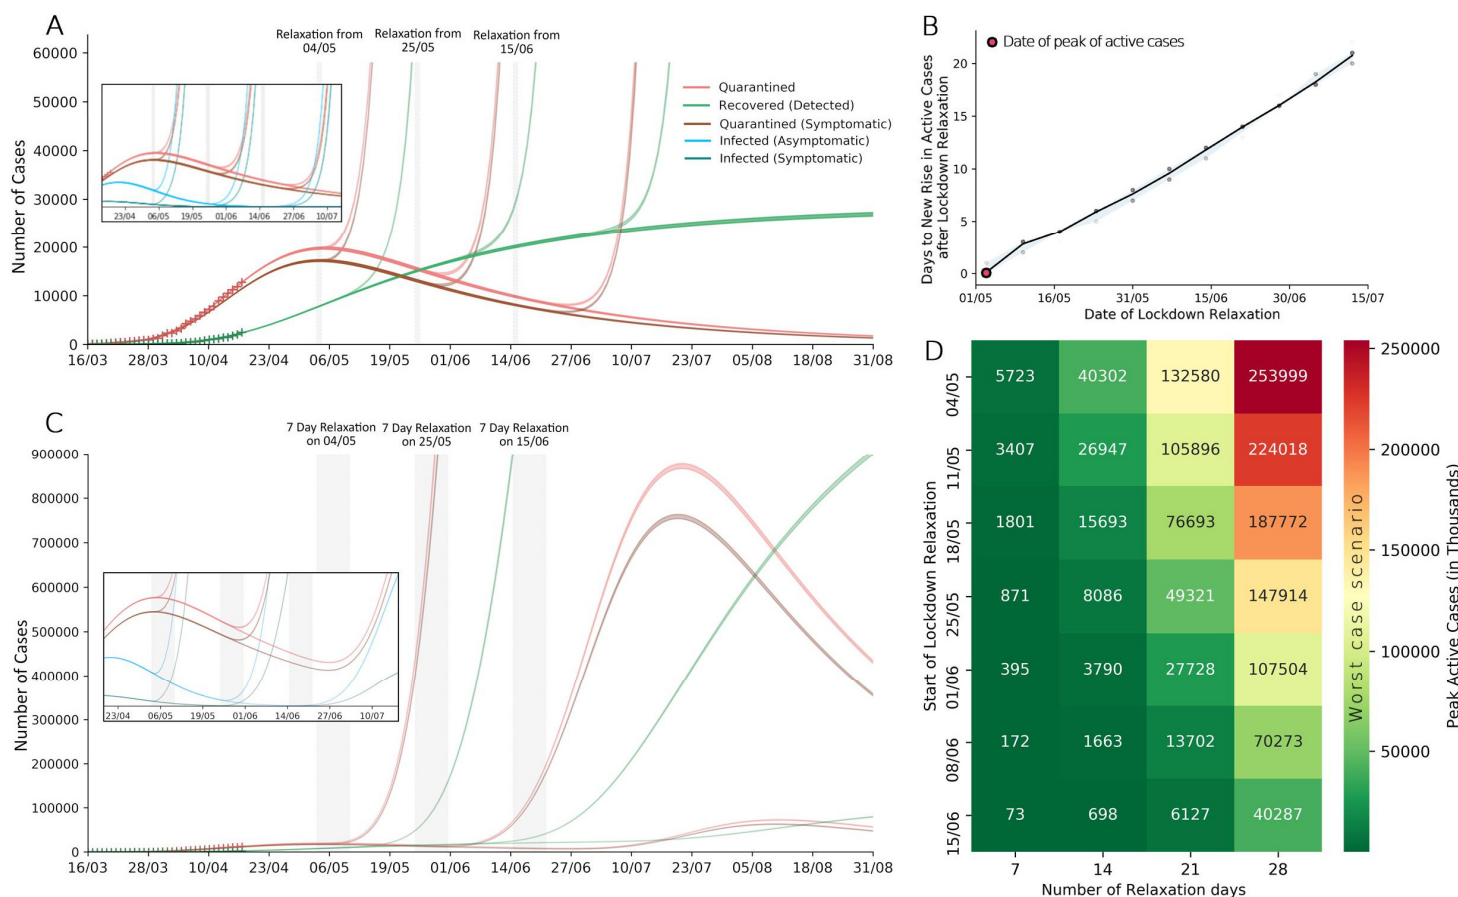 A
Relaxation from
04/05
Relaxation from
25/05
Relaxation from
15/06
Number of Cases
60000
50000
40000
30000
20000
10000
0
Quarantined
Recovered (Detected)
Quarantined (Symptomatic)
Infected (Asymptomatic)
Infected (Symptomatic)
23/04 06/05 19/05 01/06 14/06 27/06 10/07
16/03 28/03 10/04 23/04 06/05 19/05 01/06 14/06 27/06 10/07 23/07 05/08 18/08 31/08
B
Date of peak of active cases
Days to New Rise in Active Cases
after Lockdown Relaxation
20
15
10
5
0
01/05 16/05 31/05 15/06 30/06 15/07
Date of Lockdown Relaxation
C
7 Day Relaxation
on 04/05
7 Day Relaxation
on 25/05
7 Day Relaxation
on 15/06
Number of Cases
900000
800000
700000
600000
500000
400000
300000
200000
100000
0
23/04 06/05 19/05 01/06 14/06 27/06 10/07
16/03 28/03 10/04 23/04 06/05 19/05 01/06 14/06 27/06 10/07 23/07 05/08 18/08 31/08
D
Start of Lockdown Relaxation
04/05 5723 40302 132580 253999
11/05 3407 26947 105896 224018
18/05 1801 15693 76693 187772
25/05 871 8086 49321 147914
01/06 395 3790 27728 107504
08/06 172 1663 13702 70273
15/06 73 698 6127 40287
7 14 21 28
Number of Relaxation days
Worst case scenario
250000
200000
150000
100000
50000
Peak Active Cases (in Thousands)